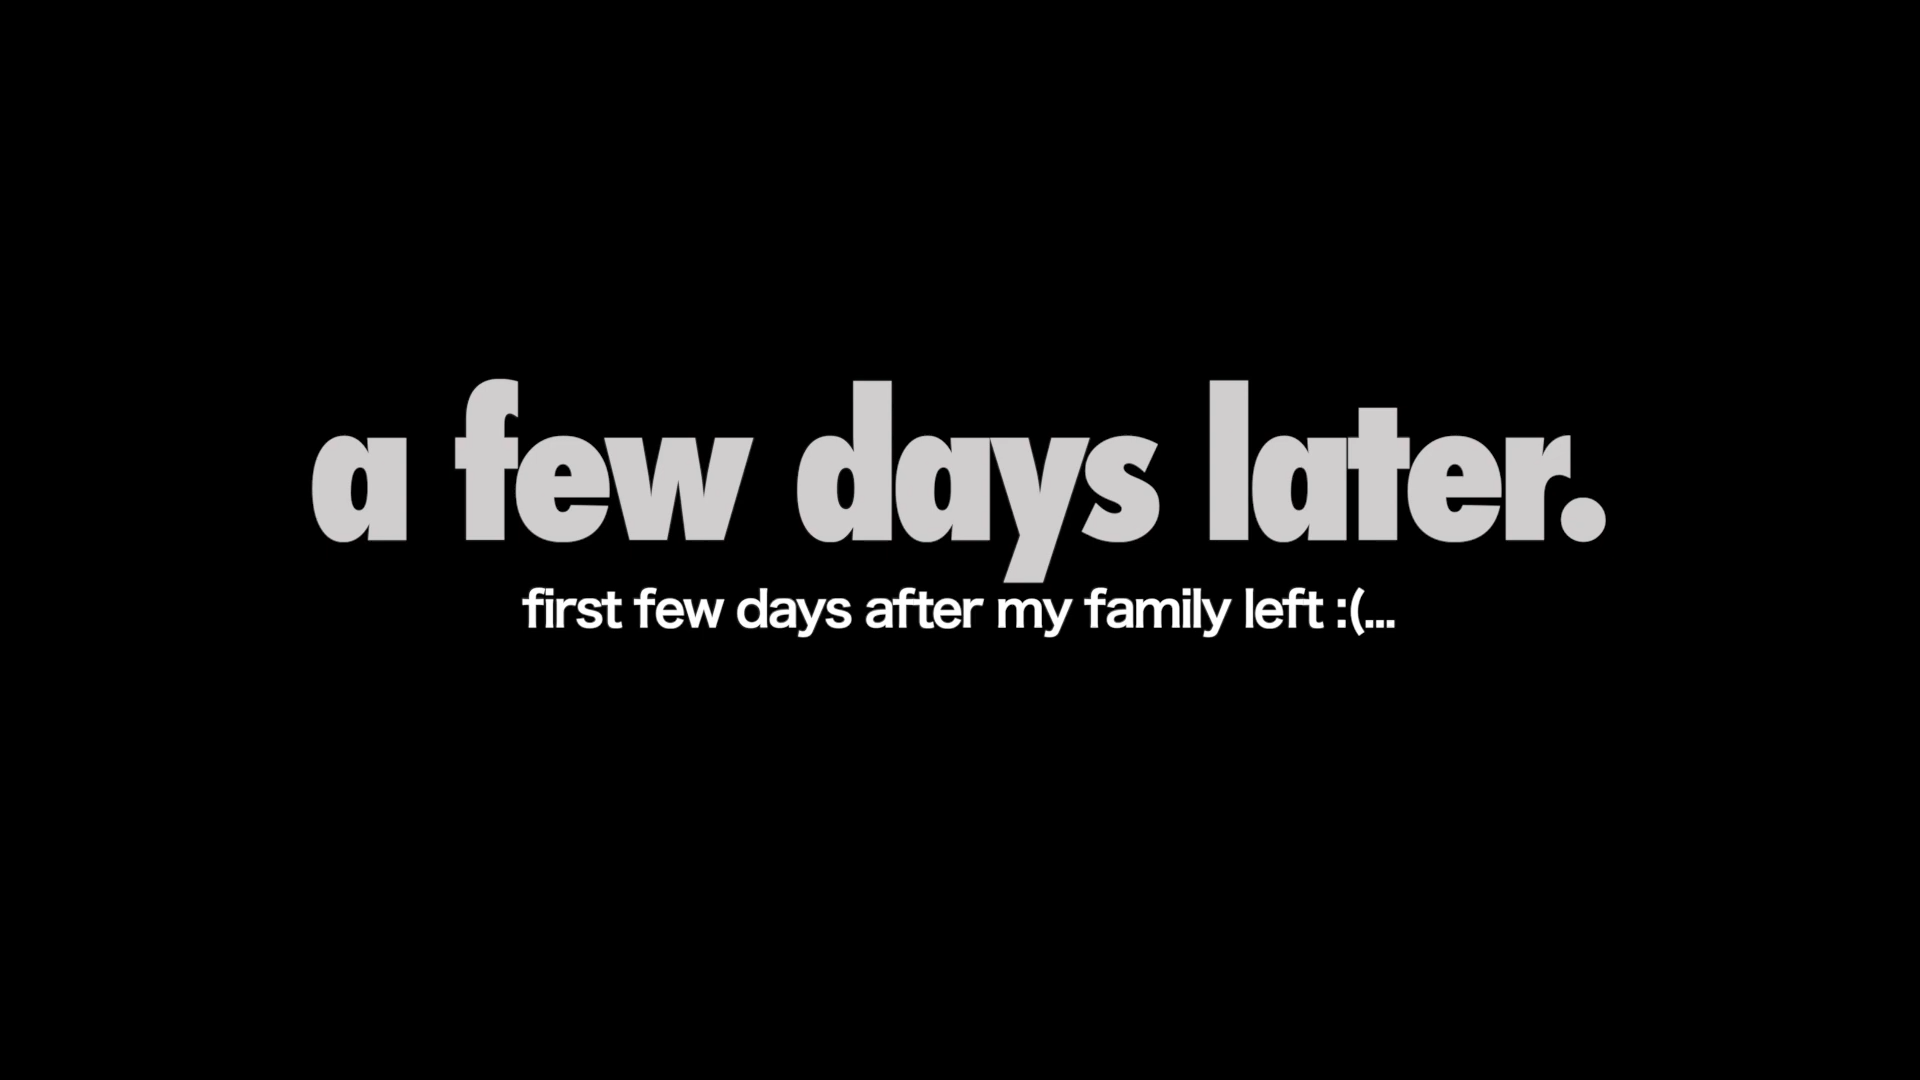 a few days later.
first few days after my family left :(...